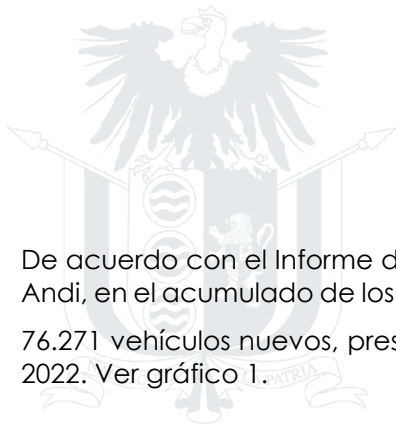 De acuerdo con el Informe d
Andi, en el acumulado de los
76.271 vehículos nuevos, pres
2022. Ver gráfico 1.
PATRIA